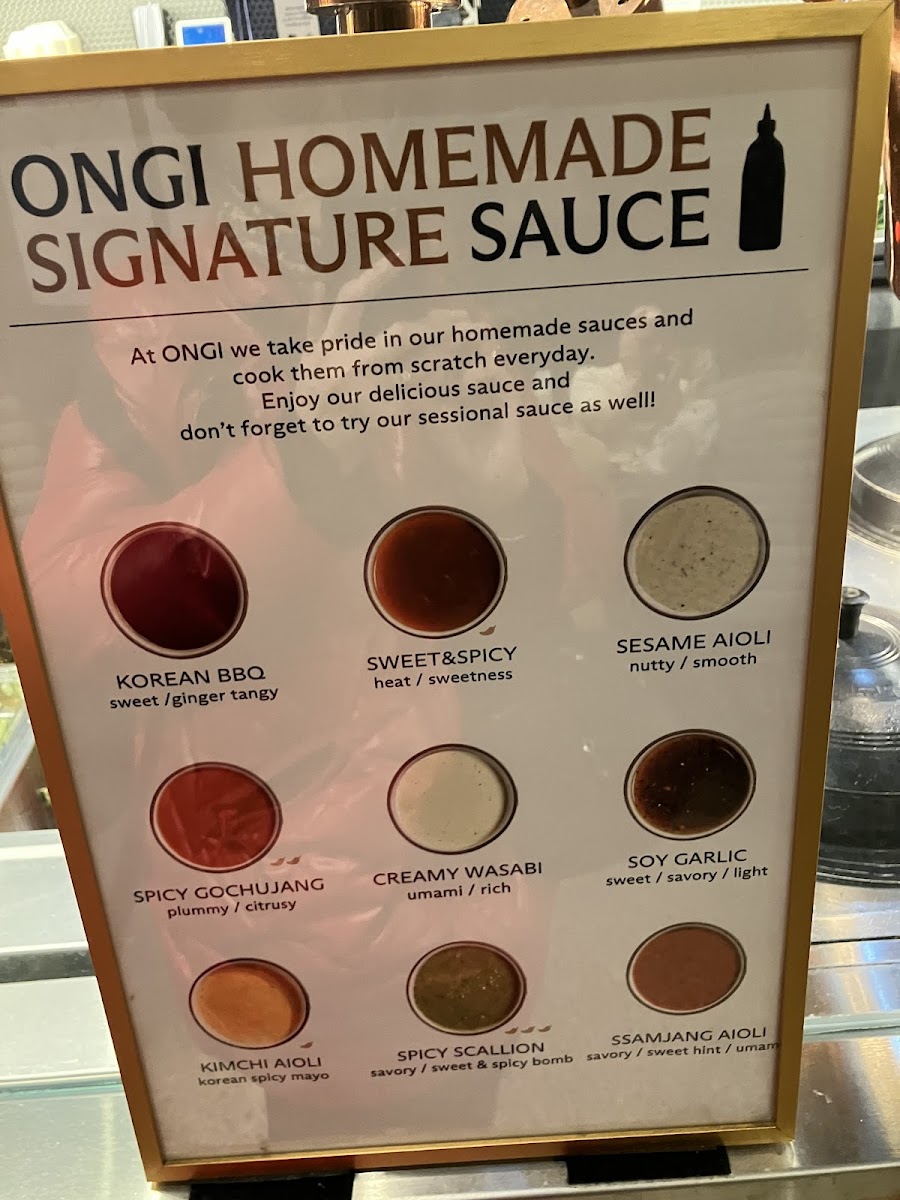 ONGI HOMEMADE
SIGNATURE SAUCE
At ONGI we take pride in our homemade sauces and
cook them from scratch everyday.
Enjoy our delicious sauce and
don't forget to try our sessional sauce as well!
KOREAN BBQ
sweet /ginger tangy
SWEET&SPICY
heat / sweetness
SESAME AIOLI
nutty / smooth
SPICY GOCHUJANG
plummy / citrusy
CREAMY WASABI
umami / rich
SOY GARLIC
sweet / savory / light
KIMCHI AIOLI
korean spicy mayo
SPICY SCALLION
savory / sweet & spicy bomb
SSAMJANG AIOLI
savory / sweet hint / umam